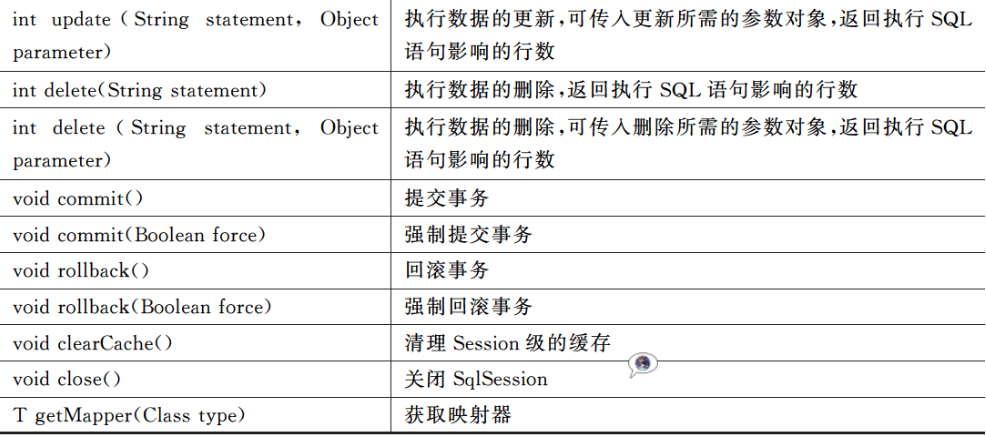 int update（String statement，Object 执行数据的更新,可传入更新所需的参数对象,返回执行 SQL
parameter) 语句影响的行数
int delete(String statement) 执行数据的删除,返回执行 SQL 语句影响的行数
int delete（String statement，Object 执行数据的删除,可传入删除所需的参数对象,返回执行 SQL
parameter) 语句影响的行数
void commit() 提交事务
void commit(Boolean force) 强制提交事务
void rollback() 回滚事务
void rollback(Boolean force) 强制回滚事务
void clearCache() 清理 Session 级的缓存
void close() 关闭 SqlSession
T getMapper(Class type) 获取映射器